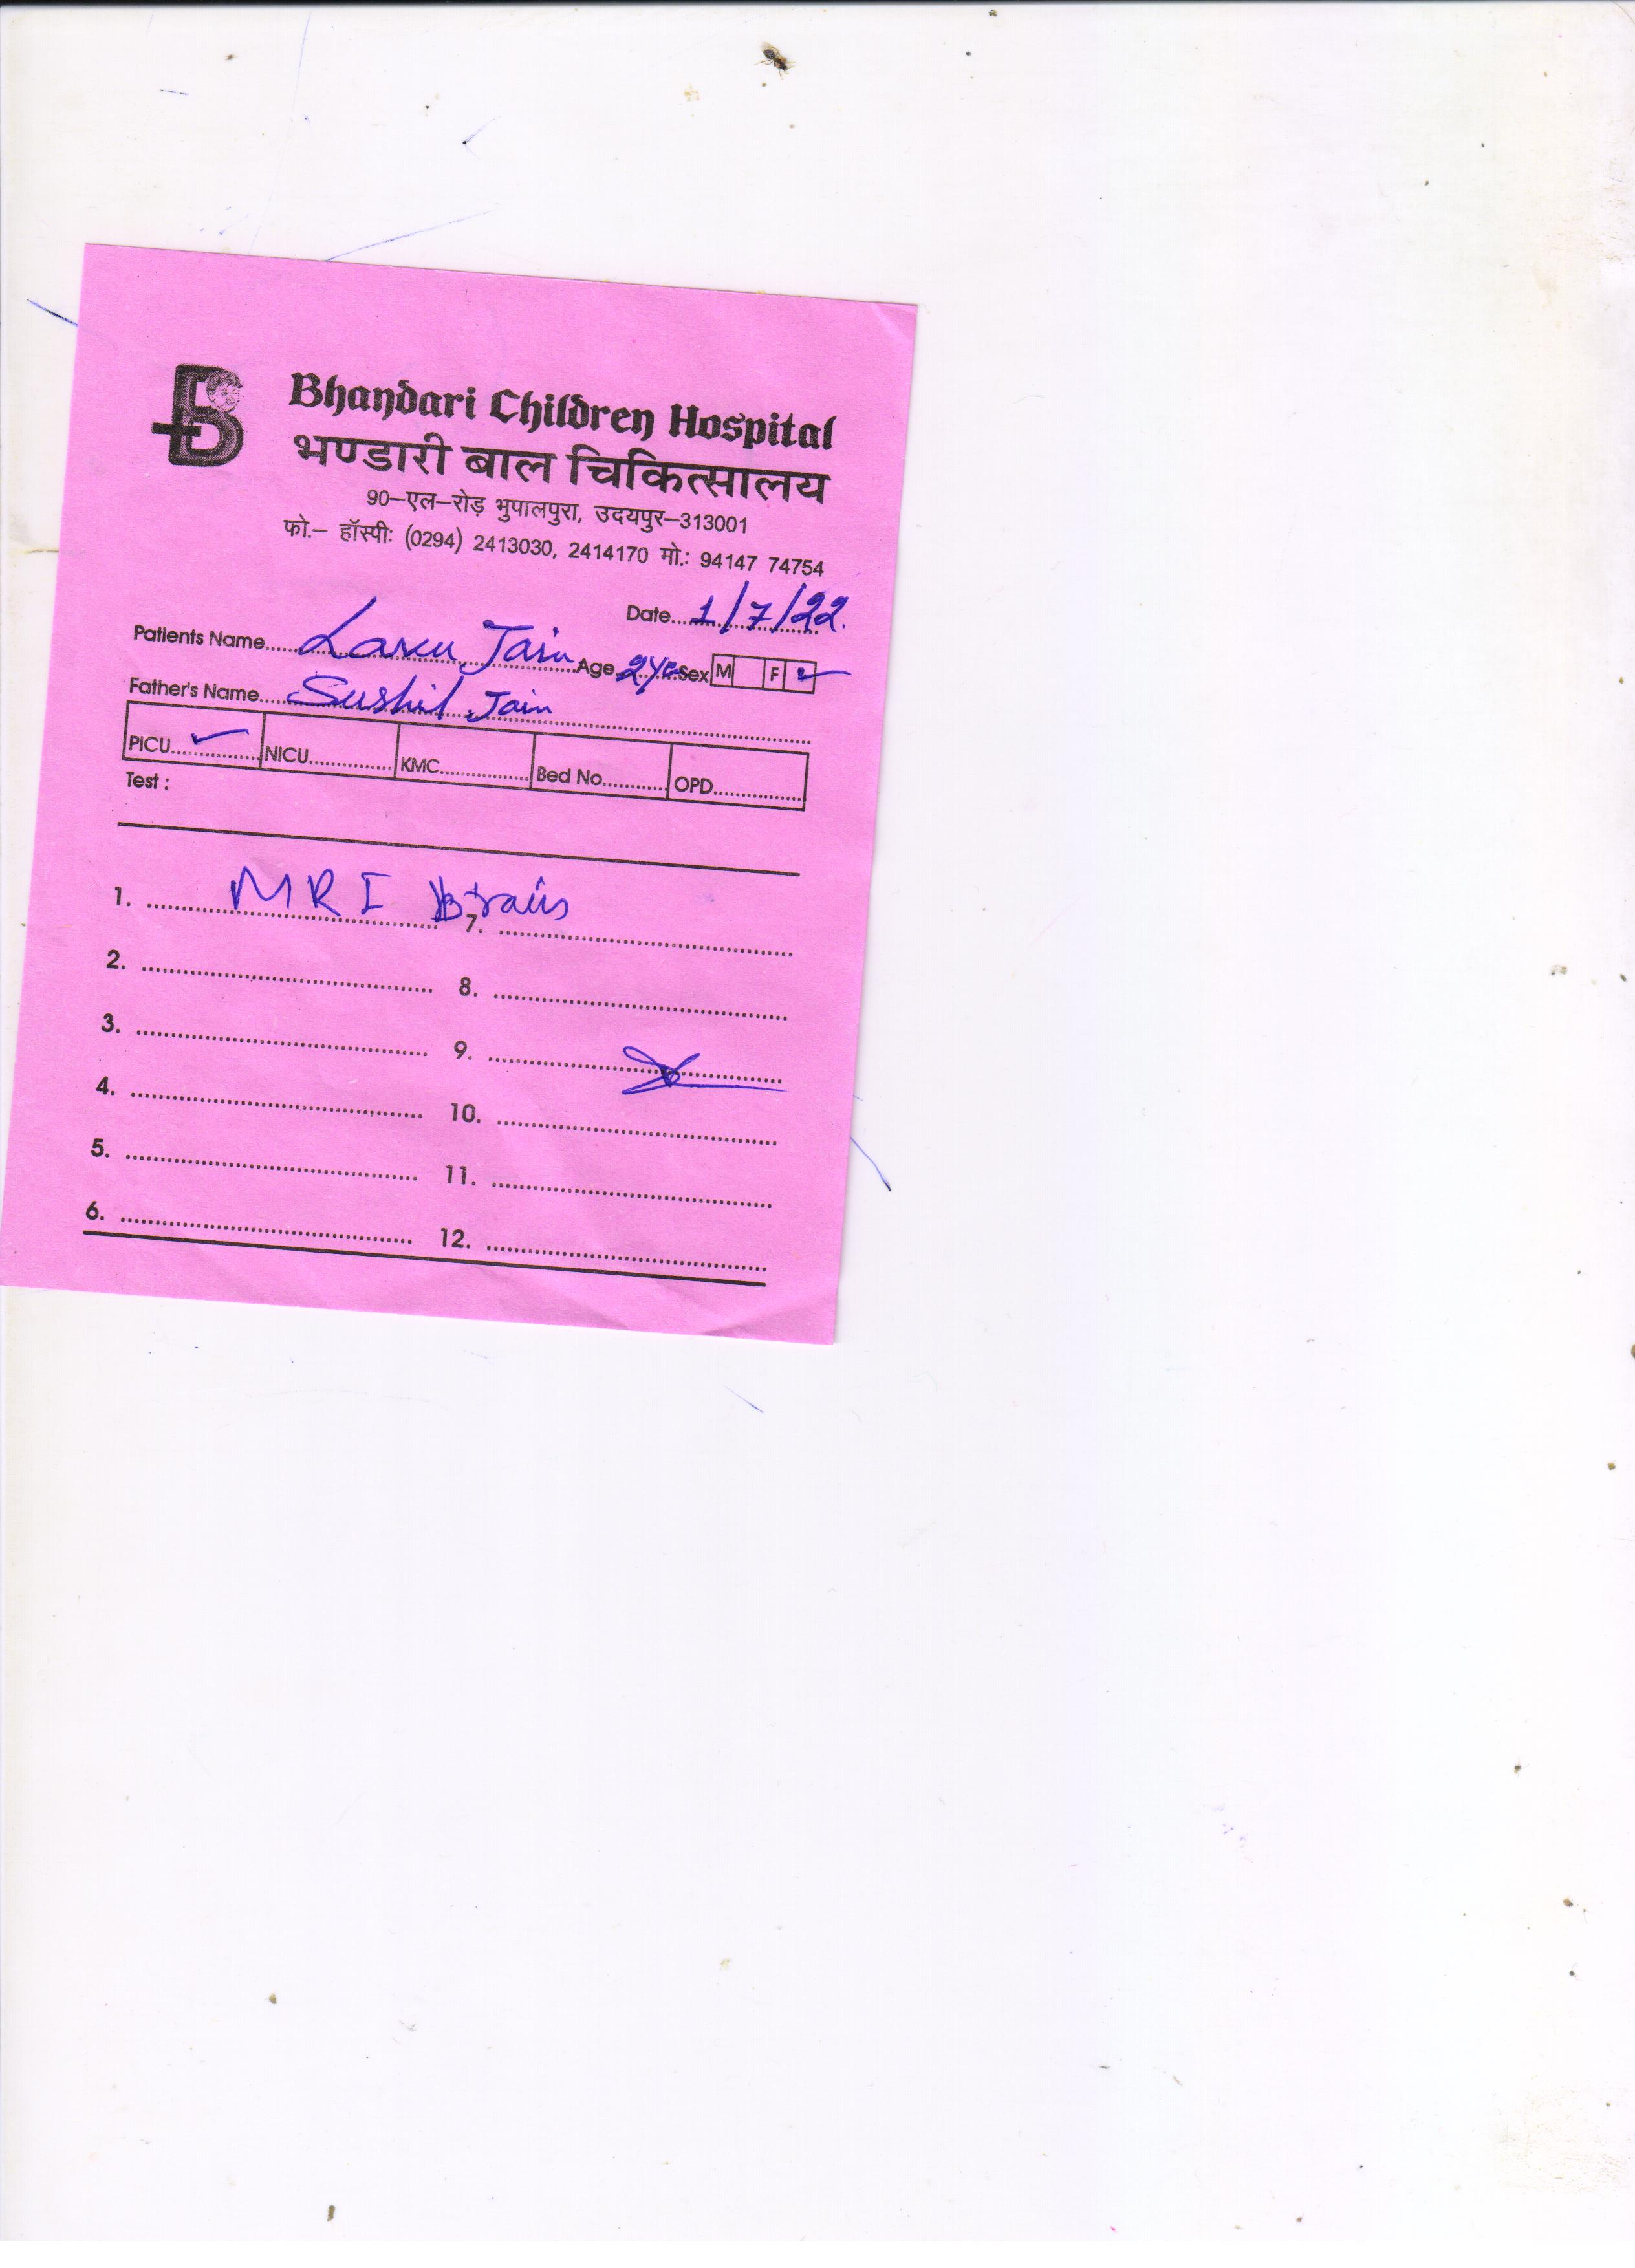 Bhandari Children Hospital
भण्डारी बाल चिकित्सालय
90-एल-रोड़ भुपालपुरा, उदयपुर-313001
फो.- हॉस्पीः (0294) 2413030, 2414170 मो.: 94147 74754
Date 1/7/22.
Patients Name Jain Age Sex M F ✓
Father's Name Sushil Jain
PICU ✓ NICU KMC Bed No. OPD
Test :
1. MRI Brain 7.
2. 8.
3. 9.
4. 10.
5. 11.
6. 12.